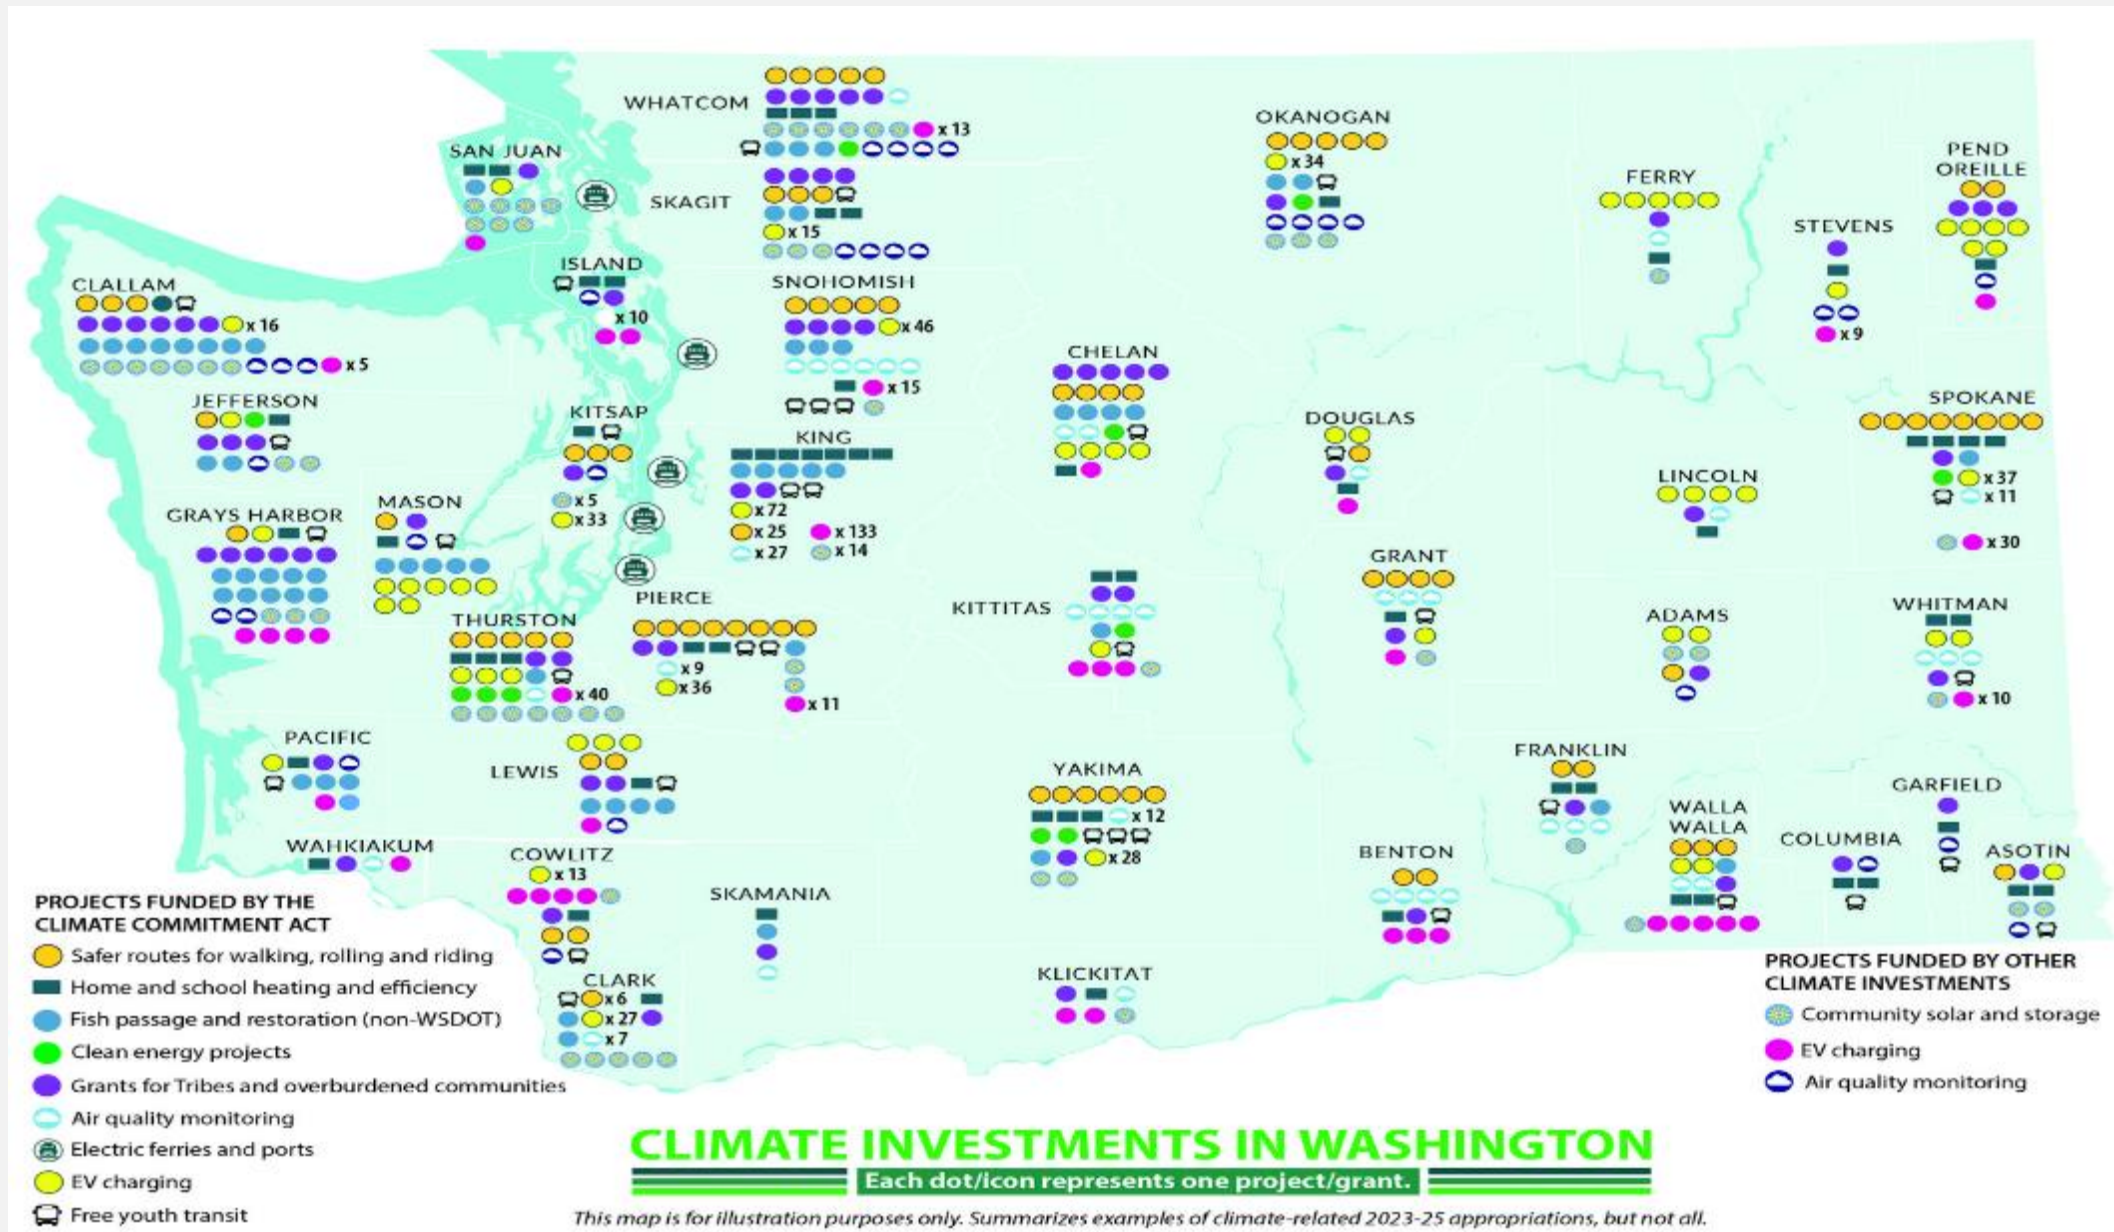 WHATCOM
x 13
SAN JUAN
SKAGIT
x 15
ISLAND
x 10
SNOHOMISH
x 46
x 15
CLALLAM
x 16
x 5
JEFFERSON
KITSAP
x 5
x 33
KING
x 72
x 25
x 133
x 27
x 14
GRAYS HARBOR
MASON
THURSTON
x 40
PIERCE
x 9
x 36
x 11
PACIFIC
LEWIS
WAHKIAKUM
COWLITZ
x 13
SKAMANIA
CLARK
x 6
x 27
x 7
OKANOGAN
x 34
FERRY
PEND
OREILLE
STEVENS
x 9
CHELAN
DOUGLAS
SPOKANE
x 37
x 11
x 30
LINCOLN
GRANT
KITTITAS
ADAMS
WHITMAN
x 10
YAKIMA
x 12
x 28
FRANKLIN
BENTON
WALLA
WALLA
COLUMBIA
GARFIELD
ASOTIN
KLICKITAT
PROJECTS FUNDED BY THE
CLIMATE COMMITMENT ACT
Safer routes for walking, rolling and riding
Home and school heating and efficiency
Fish passage and restoration (non-WSDOT)
Clean energy projects
Grants for Tribes and overburdened communities
Air quality monitoring
Electric ferries and ports
EV charging
Free youth transit
PROJECTS FUNDED BY OTHER
CLIMATE INVESTMENTS
Community solar and storage
EV charging
Air quality monitoring
CLIMATE INVESTMENTS IN WASHINGTON
Each dot/icon represents one project/grant.
This map is for illustration purposes only. Summarizes examples of climate-related 2023-25 appropriations, but not all.